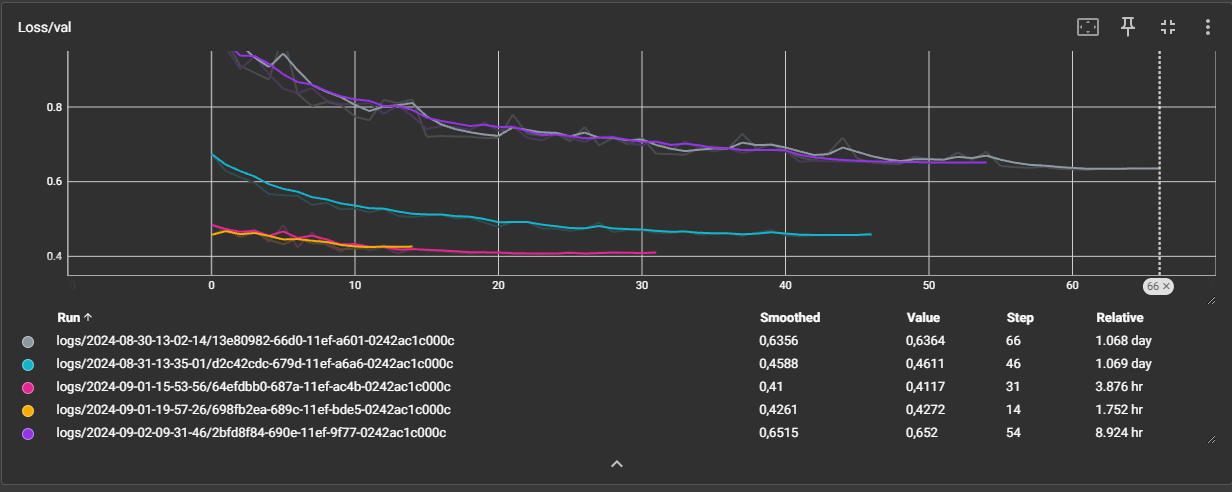 Loss/val
0.8
0.6
0.4
0 10 20 30 40 50 60 66 ×
Run ↑ Smoothed Value Step Relative
logs/2024-08-30-13-02-14/13e80982-66d0-11ef-a601-0242ac1c000c 0,6356 0,6364 66 1.068 day
logs/2024-08-31-13-35-01/d2c42cdc-679d-11ef-a6a6-0242ac1c000c 0,4588 0,4611 46 1.069 day
logs/2024-09-01-15-53-56/64efdbb0-687a-11ef-ac4b-0242ac1c000c 0,41 0,4117 31 3.876 hr
logs/2024-09-01-19-57-26/698fb2ea-689c-11ef-bde5-0242ac1c000c 0,4261 0,4272 14 1.752 hr
logs/2024-09-02-09-31-46/2bfd8f84-690e-11ef-9f77-0242ac1c000c 0,6515 0,652 54 8.924 hr